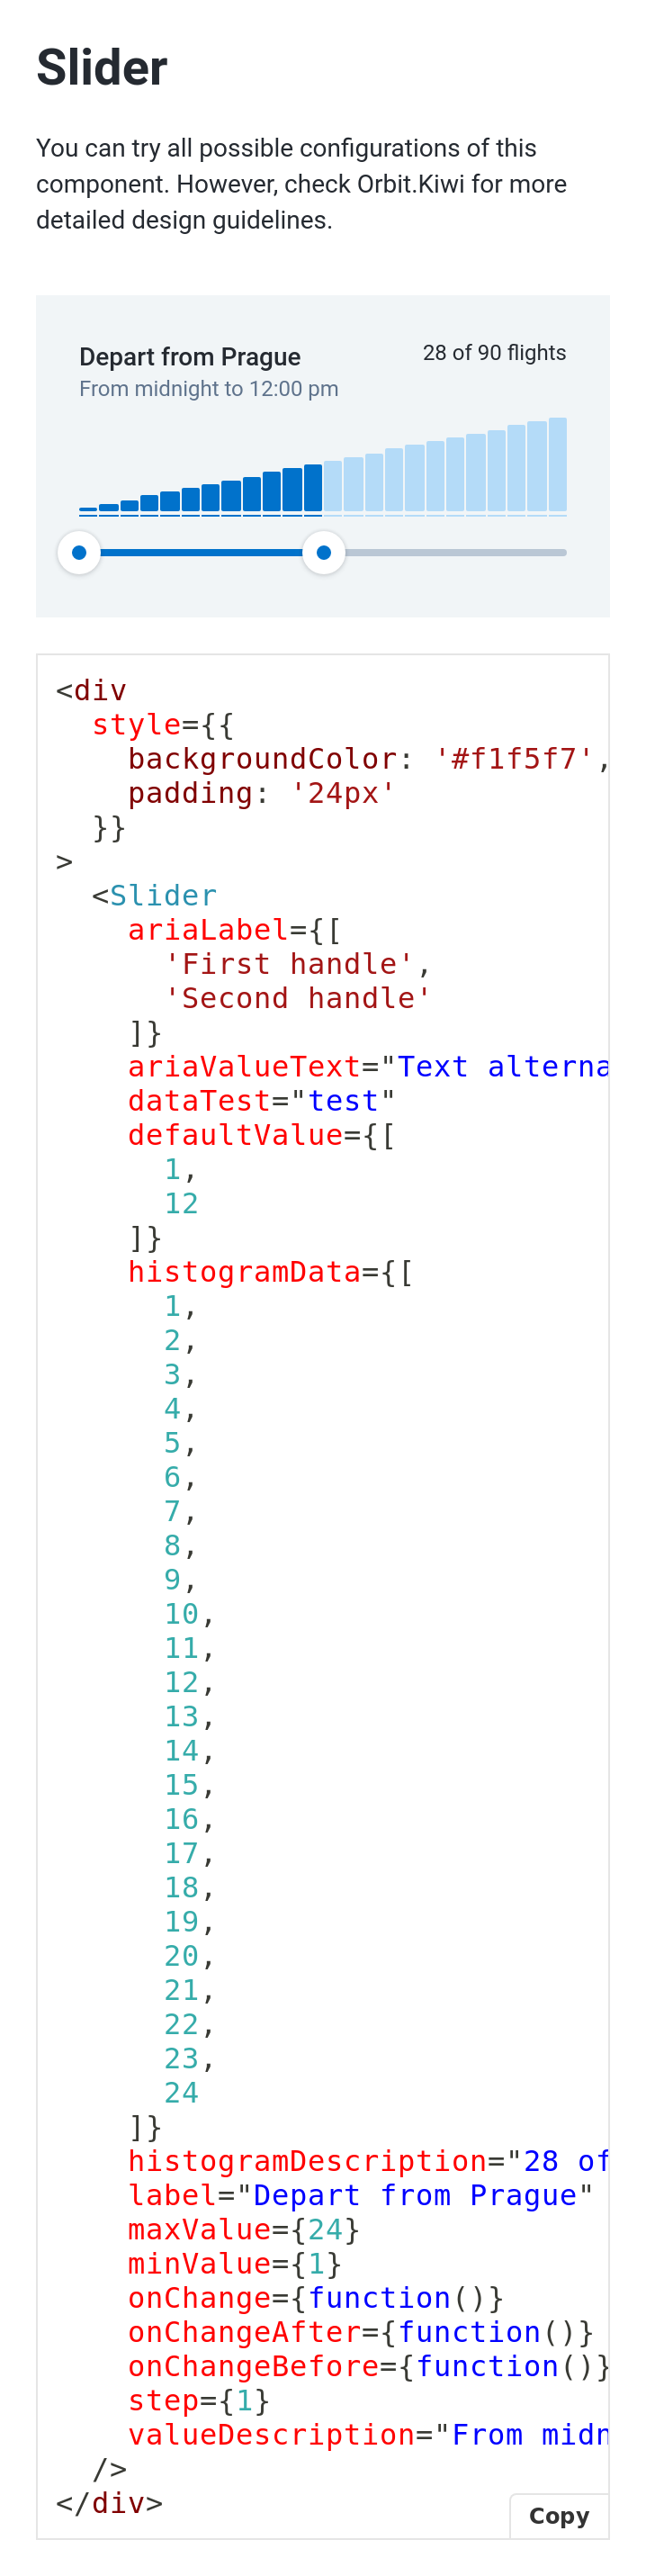 Slider
You can try all possible configurations of this
component. However, check Orbit.Kiwi for more
detailed design guidelines.
Depart from Prague
28 of 90 flights
From midnight to 12:00 pm
<div
  style={{
    backgroundColor: '#f1f5f7',
    padding: '24px'
  }}
>
  <Slider
    ariaLabel={[
      'First handle',
      'Second handle'
    ]}
    ariaValueText="Text alterna
    dataTest="test"
    defaultValue={[
      1,
      12
    ]}
    histogramData={[
      1,
      2,
      3,
      4,
      5,
      6,
      7,
      8,
      9,
      10,
      11,
      12,
      13,
      14,
      15,
      16,
      17,
      18,
      19,
      20,
      21,
      22,
      23,
      24
    ]}
    histogramDescription="28 of
    label="Depart from Prague"
    maxValue={24}
    minValue={1}
    onChange={function()}
    onChangeAfter={function()}
    onChangeBefore={function()}
    step={1}
    valueDescription="From midn
  />
</div>
Copy